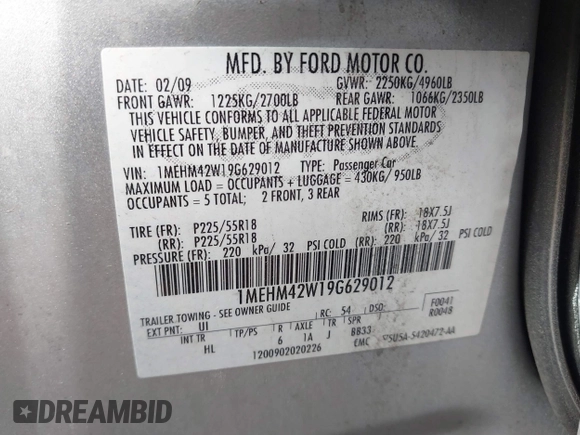 MFD. BY FORD MOTOR CO.
DATE: 02/09 GVWR: 2250KG/4960LB
FRONT GAWR: 1225KG/2700LB REAR GAWR: 1066KG/2350LB
THIS VEHICLE CONFORMS TO ALL APPLICABLE FEDERAL MOTOR
VEHICLE SAFETY, BUMPER, AND THEFT PREVENTION STANDARDS
IN EFFECT ON THE DATE OF MANUFACTURE SHOWN ABOVE.
VIN: 1MEHM42W19G629012 TYPE: Passenger Car
MAXIMUM LOAD = OCCUPANTS + LUGGAGE = 430KG/ 950LB
OCCUPANTS = 5 TOTAL; 2 FRONT, 3 REAR
TIRE (FR): P225/55R18 RIMS (FR): 18X7.5J
(RR): P225/55R18 (RR): 18X7.5J
PRESSURE (FR): 220 kPa/ 32 PSI COLD (RR): 220 kPa/ 32 PSI COLD
1MEHM42W19G629012
TRAILER TOWING - SEE OWNER GUIDE RC: 54 DSO: F0041
EXT PNT: UI R0048
INT TR TP/PS R AXLE TR SPR
HL 6 1A J BB33
1200902020226 EMC 5U5A-5420472-AA
DREAMBID